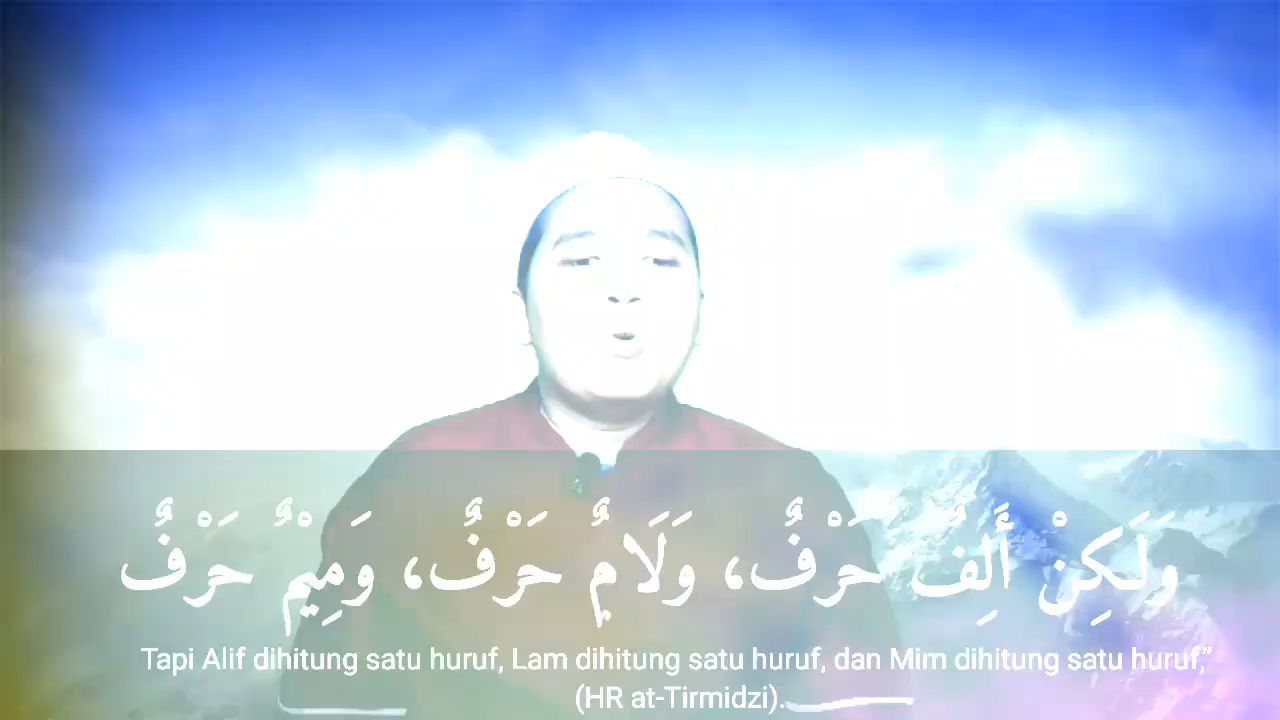 وَلَكِنْ أَلِفٌ حَرْفٌ، وَلَامٌ حَرْفٌ، وَمِيْمٌ حَرْفٌ
Tapi Alif dihitung satu huruf, Lam dihitung satu huruf, dan Mim dihitung satu huruf,”
(HR at-Tirmidzi).